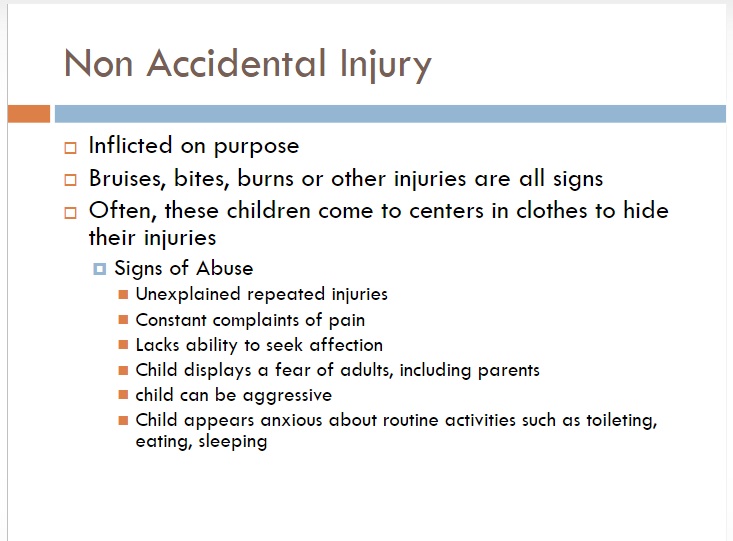 Non Accidental Injury
Inflicted on purpose
Bruises, bites, burns or other injuries are all signs
Often, these children come to centers in clothes to hide
their injuries
Signs of Abuse
Unexplained repeated injuries
Constant complaints of pain
Lacks ability to seek affection
Child displays a fear of adults, including parents
child can be aggressive
Child appears anxious about routine activities such as toileting,
eating, sleeping